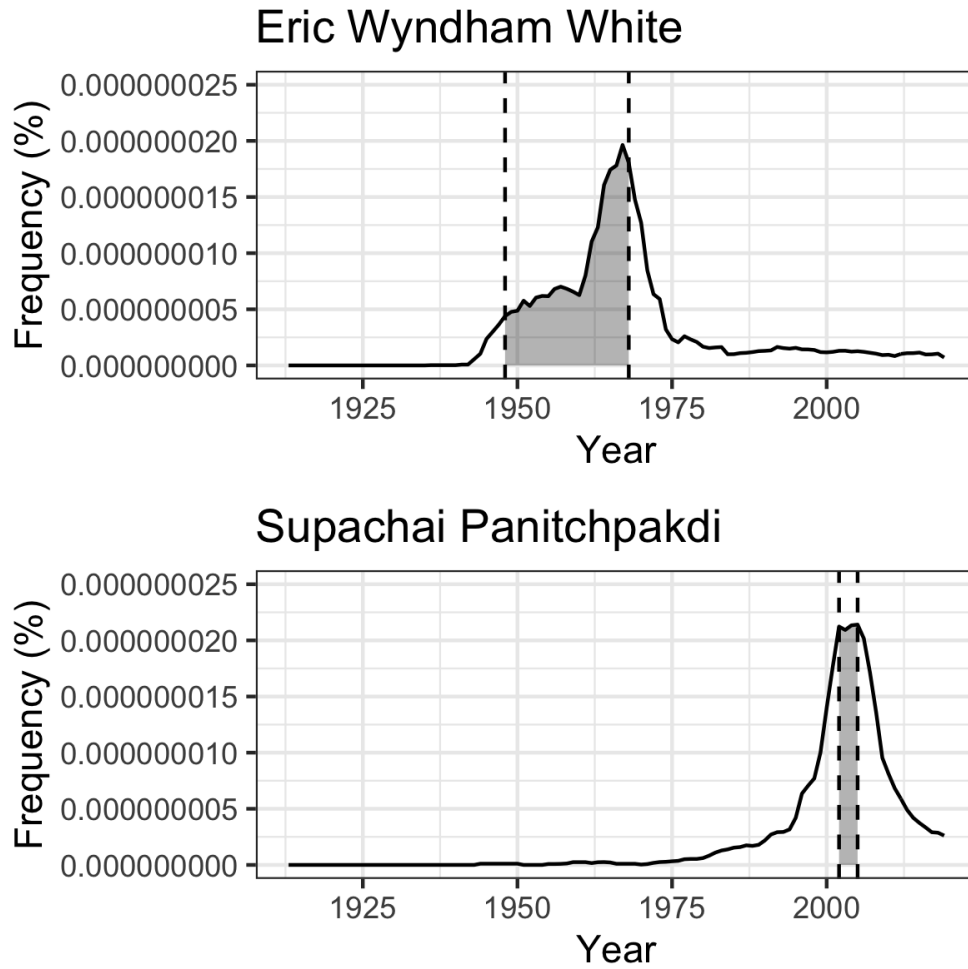 Eric Wyndham White
0.000000025
0.000000020
0.000000015
0.000000010
0.000000005
0.000000000
Frequency (%)
1925 1950 1975 2000
Year
Supachai Panitchpakdi
0.000000025
0.000000020
0.000000015
0.000000010
0.000000005
0.000000000
Frequency (%)
1925 1950 1975 2000
Year